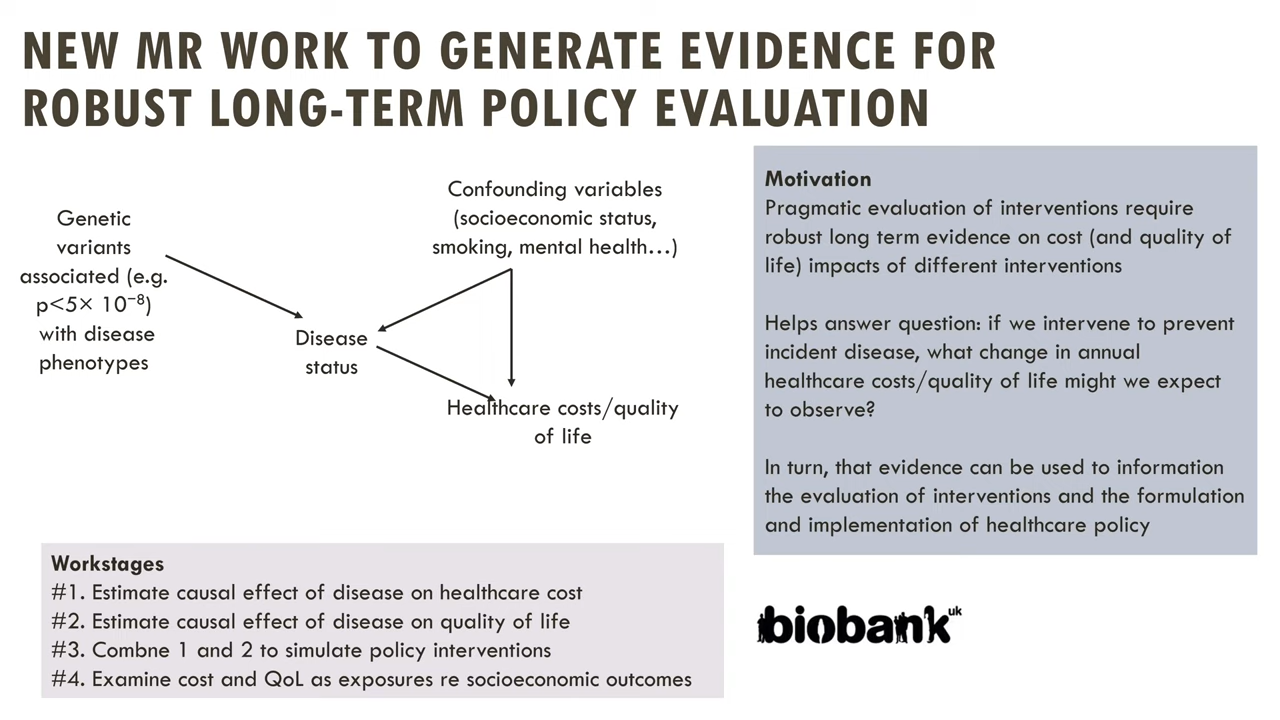 NEW MR WORK TO GENERATE EVIDENCE FOR
ROBUST LONG-TERM POLICY EVALUATION
Genetic
variants
associated (e.g.
p<5× 10⁻⁸)
with disease
phenotypes
Confounding variables
(socioeconomic status,
smoking, mental health…)
Disease
status
Healthcare costs/quality
of life
Motivation
Pragmatic evaluation of interventions require
robust long term evidence on cost (and quality of
life) impacts of different interventions
Helps answer question: if we intervene to prevent
incident disease, what change in annual
healthcare costs/quality of life might we expect
to observe?
In turn, that evidence can be used to information
the evaluation of interventions and the formulation
and implementation of healthcare policy
Workstages
#1. Estimate causal effect of disease on healthcare cost
#2. Estimate causal effect of disease on quality of life
#3. Combne 1 and 2 to simulate policy interventions
#4. Examine cost and QoL as exposures re socioeconomic outcomes
biobank uk